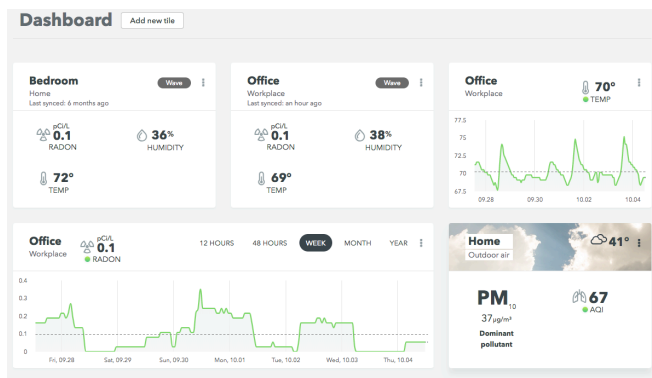 Dashboard Add new tile
Bedroom Wave
Home
Last synced: 6 months ago
pCi/L
0.1 36%
RADON HUMIDITY
72°
TEMP
Office Wave
Workplace
Last synced: an hour ago
pCi/L
0.1 38%
RADON HUMIDITY
69°
TEMP
Office 70°
Workplace TEMP
77.5
75
72.5
70
67.5
09.28 09.30 10.02 10.04
Office pCi/L 0.1 12 HOURS 48 HOURS WEEK MONTH YEAR
Workplace RADON
0.4
0.3
0.2
0.1
0
Fri, 09.28 Sat, 09.29 Sun, 09.30 Mon, 10.01 Tue, 10.02 Wed, 10.03 Thu, 10.04
Home 41°
Outdoor air
PM10 67
37μg/m³ AQI
Dominant
pollutant